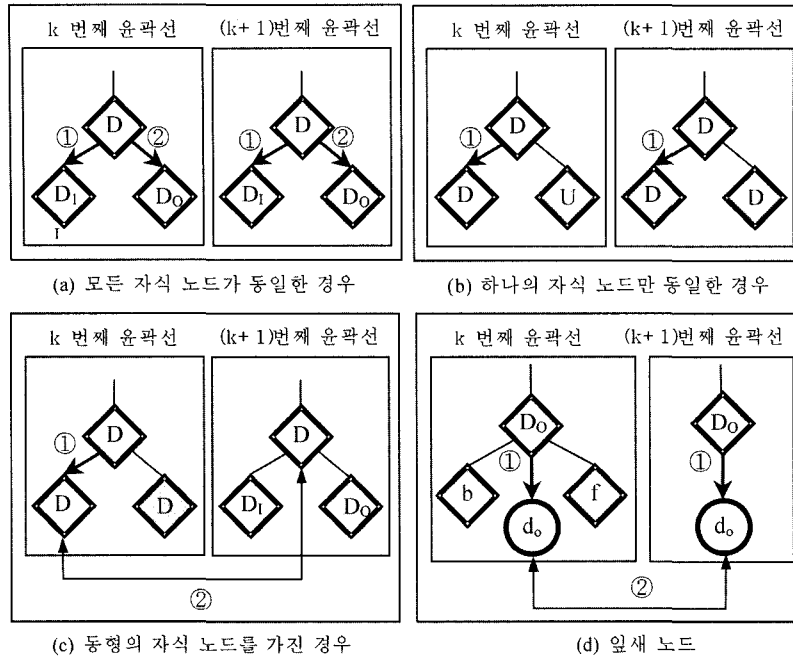 k 번째 윤곽선 (k+ 1)번째 윤곽선
D D
① ② ① ②
D_I D_O D_I D_O
I
(a) 모든 자식 노드가 동일한 경우
k 번째 윤곽선 (k+ 1)번째 윤곽선
D D
① ①
D U D D
(b) 하나의 자식 노드만 동일한 경우
k 번째 윤곽선 (k+ 1)번째 윤곽선
D D
①
D D D_I D_O
②
(c) 동형의 자식 노드를 가진 경우
k 번째 윤곽선 (k+ 1)번째 윤곽선
D_O D_O
① ①
b f
d_o d_o
②
(d) 잎새 노드